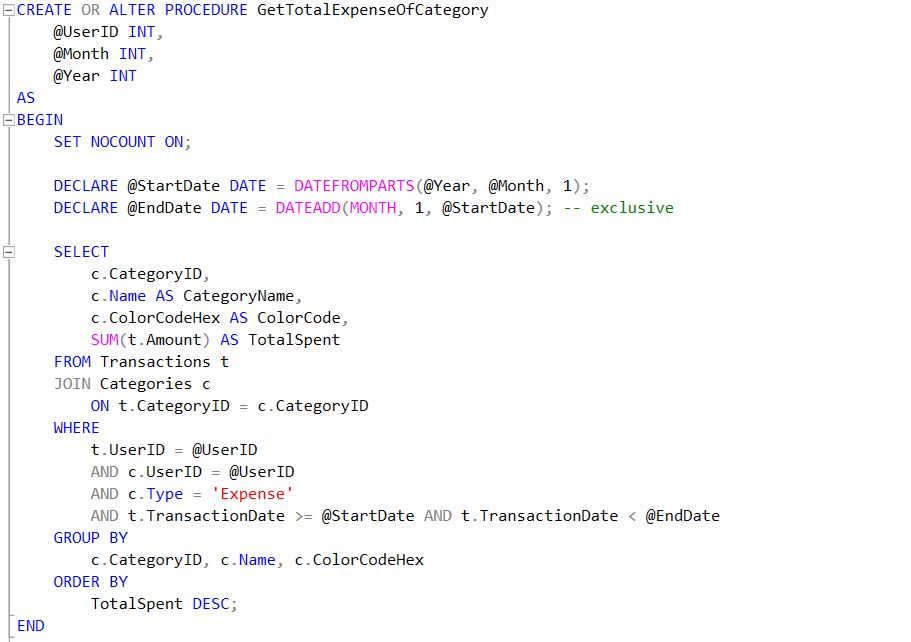 CREATE OR ALTER PROCEDURE GetTotalExpenseOfCategory
    @UserID INT,
    @Month INT,
    @Year INT
AS
BEGIN
    SET NOCOUNT ON;

    DECLARE @StartDate DATE = DATEFROMPARTS(@Year, @Month, 1);
    DECLARE @EndDate DATE = DATEADD(MONTH, 1, @StartDate); -- exclusive

    SELECT
        c.CategoryID,
        c.Name AS CategoryName,
        c.ColorCodeHex AS ColorCode,
        SUM(t.Amount) AS TotalSpent
    FROM Transactions t
    JOIN Categories c
        ON t.CategoryID = c.CategoryID
    WHERE
        t.UserID = @UserID
        AND c.UserID = @UserID
        AND c.Type = 'Expense'
        AND t.TransactionDate >= @StartDate AND t.TransactionDate < @EndDate
    GROUP BY
        c.CategoryID, c.Name, c.ColorCodeHex
    ORDER BY
        TotalSpent DESC;
END